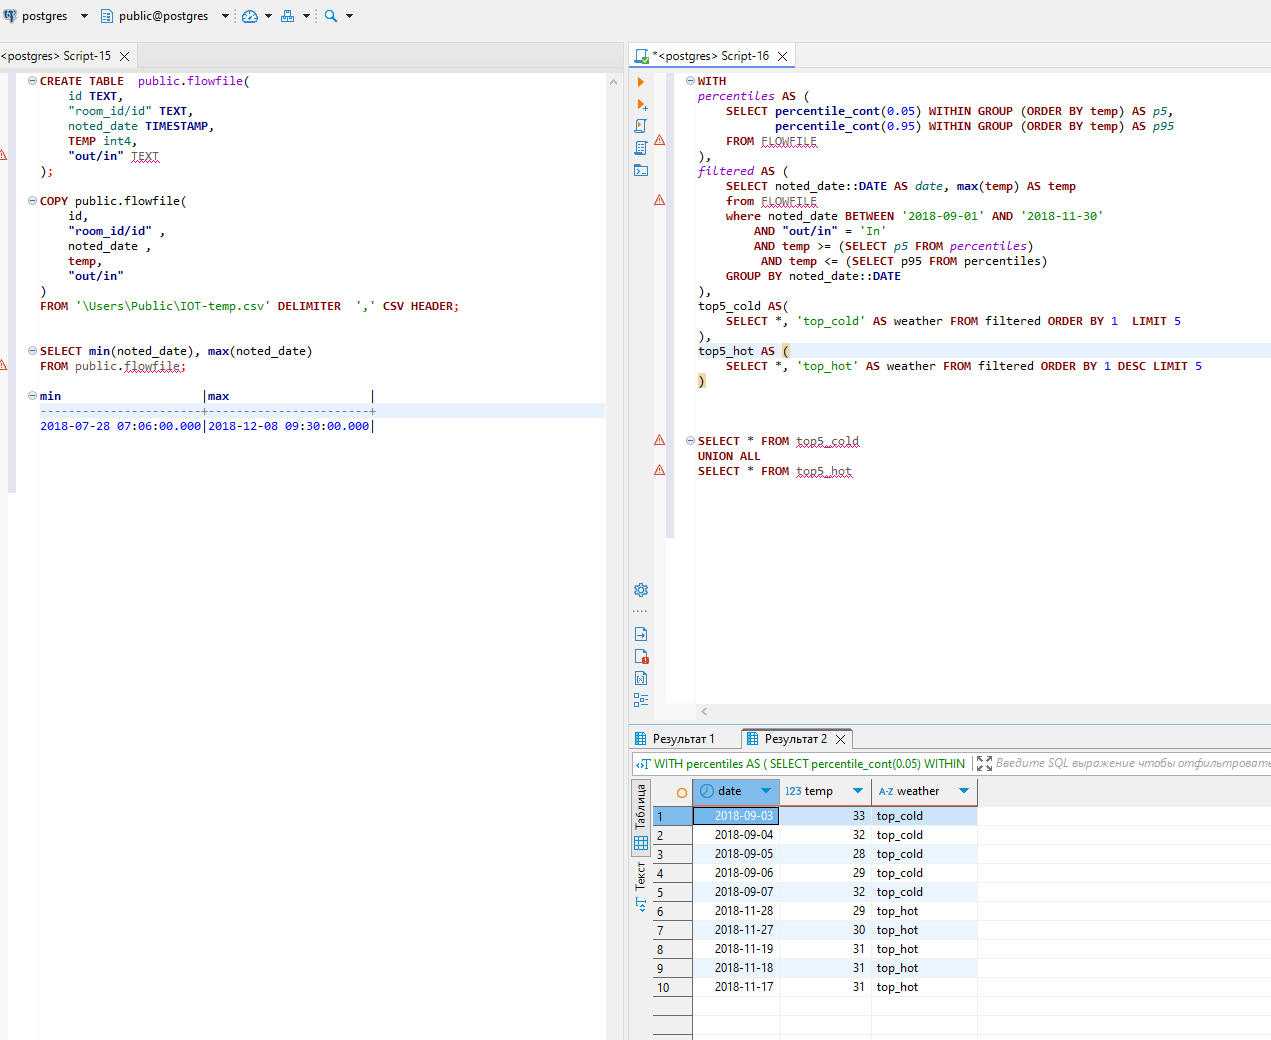 postgres public@postgres
<postgres> Script-15
CREATE TABLE  public.flowfile(
    id TEXT,
    "room_id/id" TEXT,
    noted_date TIMESTAMP,
    TEMP int4,
    "out/in" TEXT
);
COPY public.flowfile(
    id,
    "room_id/id" ,
    noted_date ,
    temp,
    "out/in"
)
FROM '\Users\Public\IOT-temp.csv' DELIMITER  ',' CSV HEADER;
SELECT min(noted_date), max(noted_date)
FROM public.flowfile;
min                    |max                    |
-----------------------+-----------------------+
2018-07-28 07:06:00.000|2018-12-08 09:30:00.000|
*<postgres> Script-16
WITH
percentiles AS (
    SELECT percentile_cont(0.05) WITHIN GROUP (ORDER BY temp) AS p5,
           percentile_cont(0.95) WITHIN GROUP (ORDER BY temp) AS p95
    FROM FLOWFILE
),
filtered AS (
    SELECT noted_date::DATE AS date, max(temp) AS temp
    from FLOWFILE
    where noted_date BETWEEN '2018-09-01' AND '2018-11-30'
        AND "out/in" = 'In'
        AND temp >= (SELECT p5 FROM percentiles)
         AND temp <= (SELECT p95 FROM percentiles)
    GROUP BY noted_date::DATE
),
top5_cold AS(
    SELECT *, 'top_cold' AS weather FROM filtered ORDER BY 1  LIMIT 5
),
top5_hot AS (
    SELECT *, 'top_hot' AS weather FROM filtered ORDER BY 1 DESC LIMIT 5
)
SELECT * FROM top5_cold
UNION ALL
SELECT * FROM top5_hot
Результат 1 Результат 2
WITH percentiles AS ( SELECT percentile_cont(0.05) WITHIN Введите SQL выражение чтобы отфильтровать
Таблица
Текст
date 123 temp A-Z weather
1 2018-09-03 33 top_cold
2 2018-09-04 32 top_cold
3 2018-09-05 28 top_cold
4 2018-09-06 29 top_cold
5 2018-09-07 32 top_cold
6 2018-11-28 29 top_hot
7 2018-11-27 30 top_hot
8 2018-11-19 31 top_hot
9 2018-11-18 31 top_hot
10 2018-11-17 31 top_hot